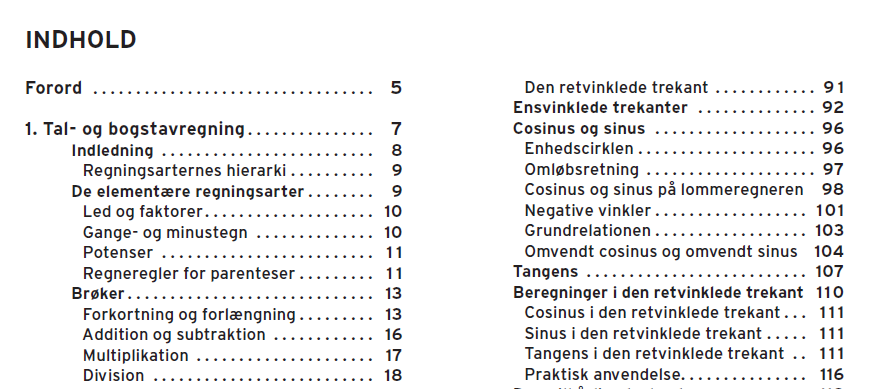 INDHOLD
Forord ................................. 5
1. Tal- og bogstavregning............... 7
Indledning ......................... 8
Regningsarternes hierarki .......... 9
De elementære regningsarter........ 9
Led og faktorer.................... 10
Gange- og minustegn .............. 10
Potenser ......................... 11
Regneregler for parenteser ......... 11
Brøker............................. 13
Forkortning og forlængning......... 13
Addition og subtraktion ............ 16
Multiplikation ..................... 17
Division .......................... 18
Den retvinklede trekant ............ 91
Ensvinklede trekanter .............. 92
Cosinus og sinus ................... 96
Enhedscirklen .................... 96
Omløbsretning .................... 97
Cosinus og sinus på lommeregneren 98
Negative vinkler .................. 101
Grundrelationen .................. 103
Omvendt cosinus og omvendt sinus 104
Tangens .......................... 107
Beregninger i den retvinklede trekant 110
Cosinus i den retvinklede trekant... 111
Sinus i den retvinklede trekant ..... 111
Tangens i den retvinklede trekant .. 111
Praktisk anvendelse............... 116